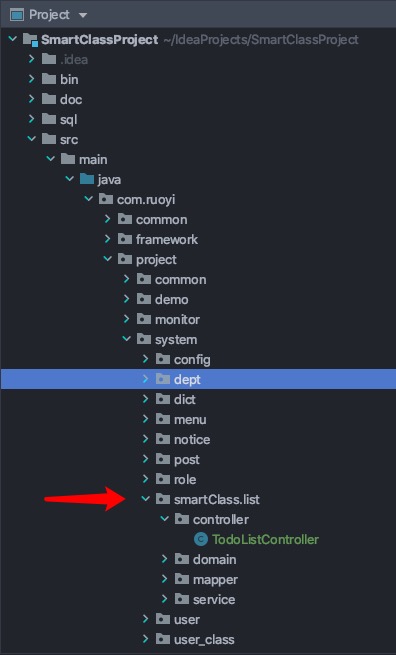 Project
SmartClassProject ~/IdeaProjects/SmartClassProject
.idea
bin
doc
sql
src
main
java
com.ruoyi
common
framework
project
common
demo
monitor
system
config
dept
dict
menu
notice
post
role
smartClass.list
controller
C TodoListController
domain
mapper
service
user
user_class